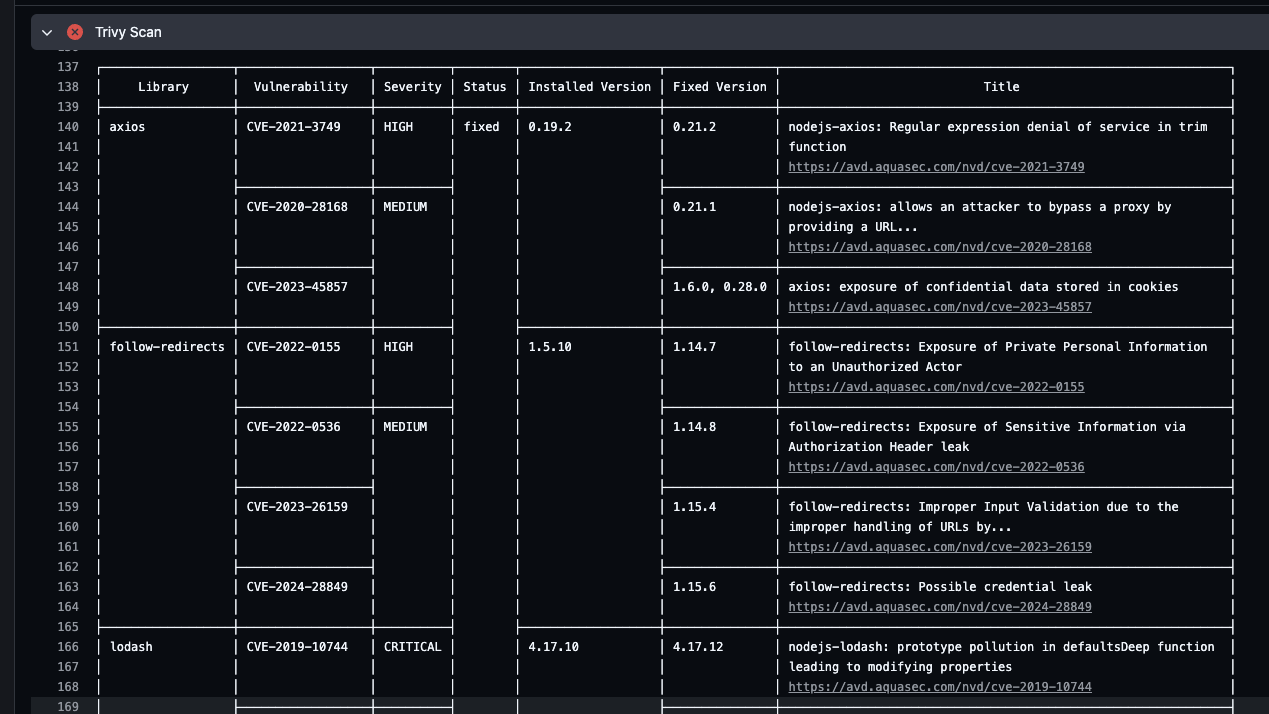 Trivy Scan
137
138 Library Vulnerability Severity Status Installed Version Fixed Version Title
139
140 axios CVE-2021-3749 HIGH fixed 0.19.2 0.21.2 nodejs-axios: Regular expression denial of service in trim
141 function
142 https://avd.aquasec.com/nvd/cve-2021-3749
143
144 CVE-2020-28168 MEDIUM 0.21.1 nodejs-axios: allows an attacker to bypass a proxy by
145 providing a URL...
146 https://avd.aquasec.com/nvd/cve-2020-28168
147
148 CVE-2023-45857 1.6.0, 0.28.0 axios: exposure of confidential data stored in cookies
149 https://avd.aquasec.com/nvd/cve-2023-45857
150
151 follow-redirects CVE-2022-0155 HIGH 1.5.10 1.14.7 follow-redirects: Exposure of Private Personal Information
152 to an Unauthorized Actor
153 https://avd.aquasec.com/nvd/cve-2022-0155
154
155 CVE-2022-0536 MEDIUM 1.14.8 follow-redirects: Exposure of Sensitive Information via
156 Authorization Header leak
157 https://avd.aquasec.com/nvd/cve-2022-0536
158
159 CVE-2023-26159 1.15.4 follow-redirects: Improper Input Validation due to the
160 improper handling of URLs by...
161 https://avd.aquasec.com/nvd/cve-2023-26159
162
163 CVE-2024-28849 1.15.6 follow-redirects: Possible credential leak
164 https://avd.aquasec.com/nvd/cve-2024-28849
165
166 lodash CVE-2019-10744 CRITICAL 4.17.10 4.17.12 nodejs-lodash: prototype pollution in defaultsDeep function
167 leading to modifying properties
168 https://avd.aquasec.com/nvd/cve-2019-10744
169